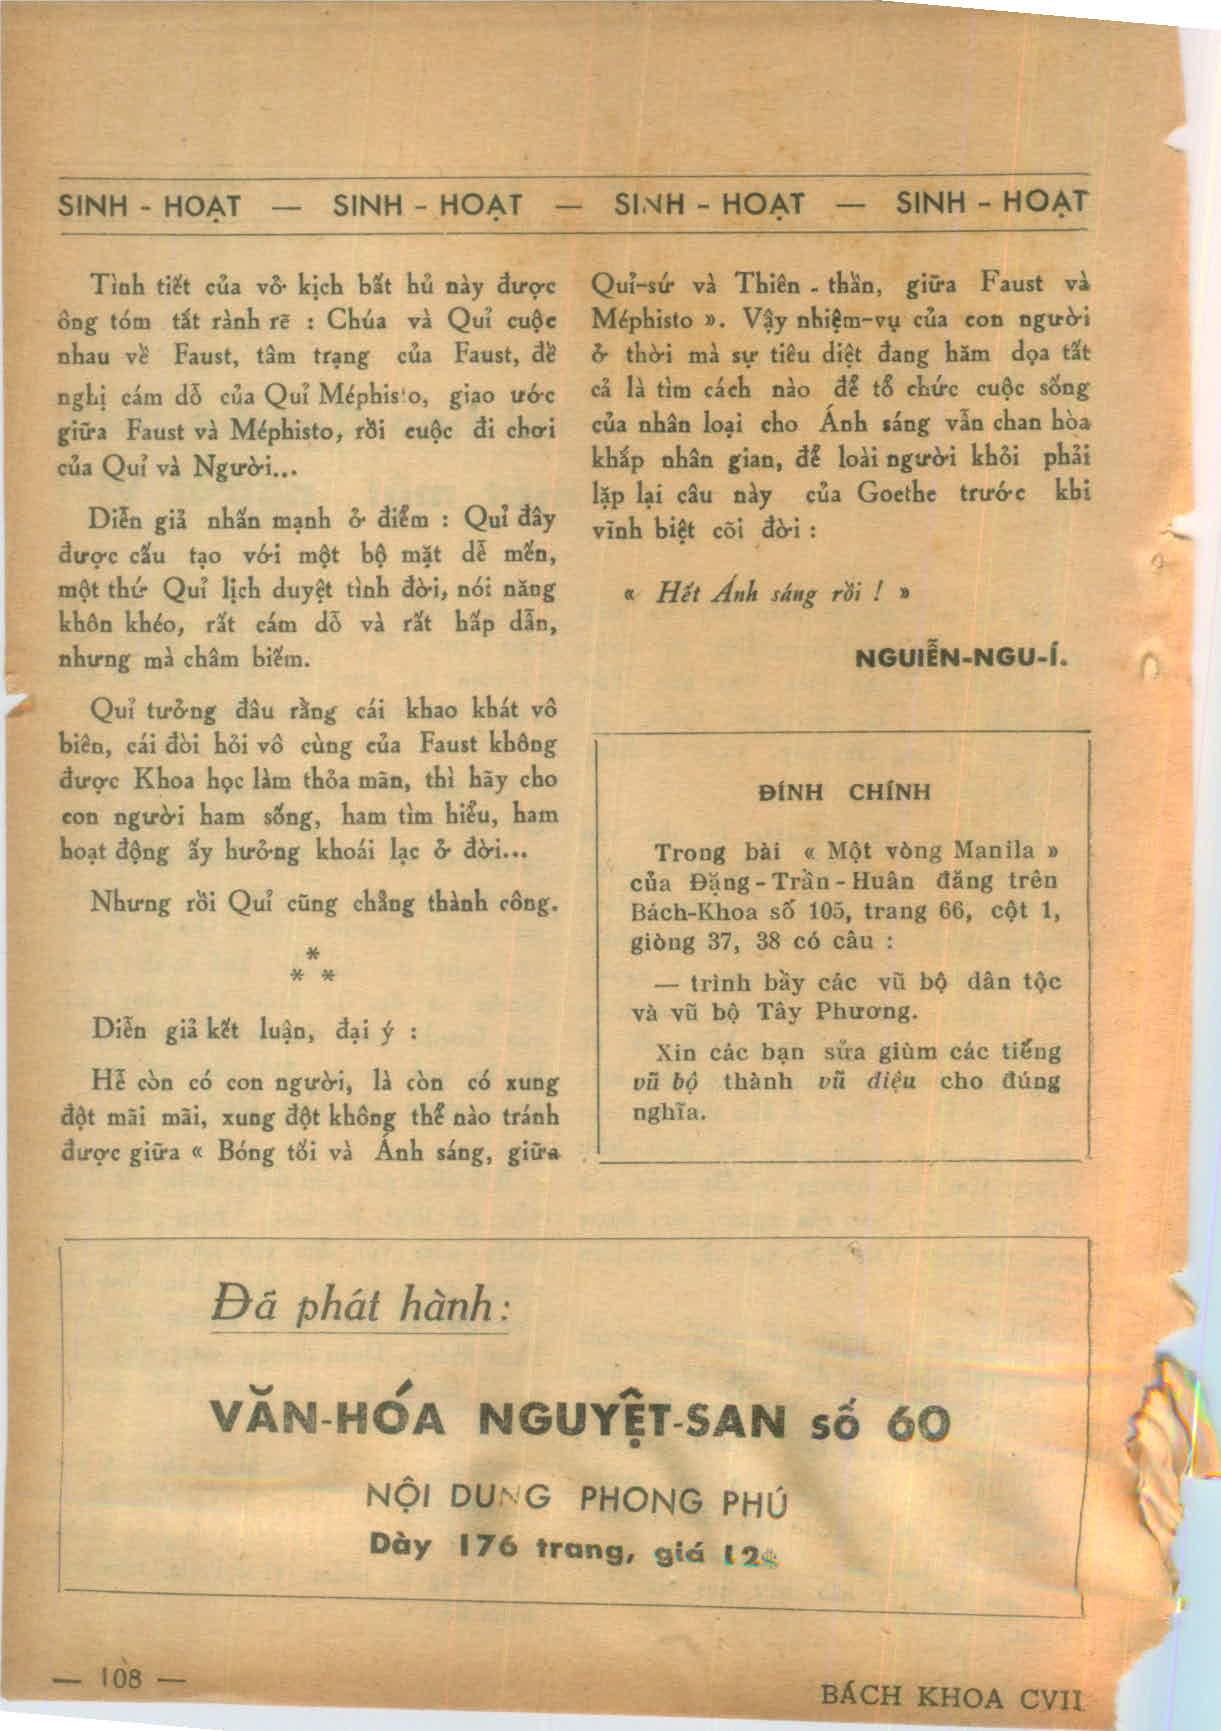 SINH - HOẠT — SINH - HOẠT — SINH - HOẠT — SINH - HOẠT
Tình tiết của vở kịch bất hủ này được
ông tóm tắt rành rẽ : Chúa và Quỉ cuộc
nhau về Faust, tâm trạng của Faust, đề
nghị cám dỗ của Quỉ Méphisto, giao ước
giữa Faust và Méphisto, rồi cuộc đi chơi
của Quỉ và Người...
Diễn giả nhấn mạnh ở điểm : Quỉ đây
được cấu tạo với một bộ mặt dễ mến,
một thứ Quỉ lịch duyệt tình đời, nói năng
khôn khéo, rất cám dỗ và rất hấp dẫn,
nhưng mà châm biếm.
Quỉ tưởng đâu rằng cái khao khát vô
biên, cái đòi hỏi vô cùng của Faust không
được Khoa học làm thỏa mãn, thì hãy cho
con người ham sống, ham tìm hiểu, ham
hoạt động ấy hưởng khoái lạc ở đời...
Nhưng rồi Quỉ cũng chẳng thành công.
*
* *
Diễn giả kết luận, đại ý :
Hễ còn có con người, là còn có xung
đột mãi mãi, xung đột không thể nào tránh
được giữa « Bóng tối và Ánh sáng, giữa
Quỉ-sứ và Thiên - thần, giữa Faust và
Méphisto ». Vậy nhiệm-vụ của con người
ở thời mà sự tiêu diệt đang hăm dọa tất
cả là tìm cách nào để tổ chức cuộc sống
của nhân loại cho Ánh sáng vẫn chan hòa
khắp nhân gian, để loài người khỏi phải
lặp lại câu này của Goethe trước khi
vĩnh biệt cõi đời :
« Hết Ánh sáng rồi ! »
NGUIỄN-NGU-Í.
ĐÍNH CHÍNH
Trong bài « Một vòng Manila »
của Đặng - Trần - Huân đăng trên
Bách-Khoa số 105, trang 66, cột 1,
giòng 37, 38 có câu :
— trình bầy các vũ bộ dân tộc
và vũ bộ Tây Phương.
Xin các bạn sửa giùm các tiếng
vũ bộ thành vũ điệu cho đúng
nghĩa.
Đã phát hành :
VĂN-HÓA NGUYỆT-SAN số 60
NỘI DUNG PHONG PHÚ
Dày 176 trang, giá 12$
— 108 —
BÁCH KHOA CVII